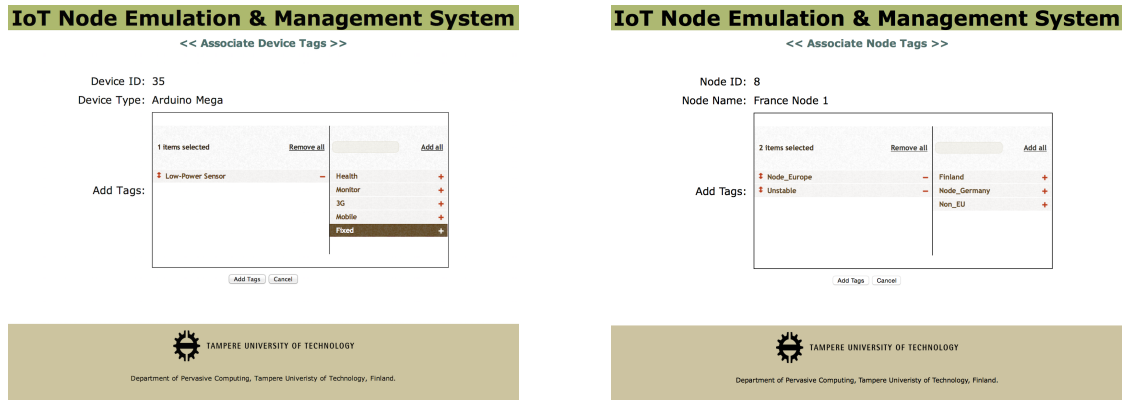 IoT Node Emulation & Management System
<< Associate Device Tags >>
Device ID: 35
Device Type: Arduino Mega
1 items selected Remove all Add all
Add Tags:
Low-Power Sensor
Health
Monitor
3G
Mobile
Fixed
Add Tags Cancel
TAMPERE UNIVERSITY OF TECHNOLOGY
Department of Pervasive Computing, Tampere Univeristy of Technology, Finland.
IoT Node Emulation & Management System
<< Associate Node Tags >>
Node ID: 8
Node Name: France Node 1
2 items selected Remove all Add all
Add Tags:
Node_Europe
Unstable
Finland
Node_Germany
Non_EU
Add Tags Cancel
TAMPERE UNIVERSITY OF TECHNOLOGY
Department of Pervasive Computing, Tampere Univeristy of Technology, Finland.